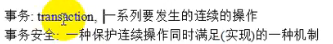 事务: transaction, 一系列要发生的连续的操作
事务安全: 一种保护连续操作同时满足(实现)的一种机制